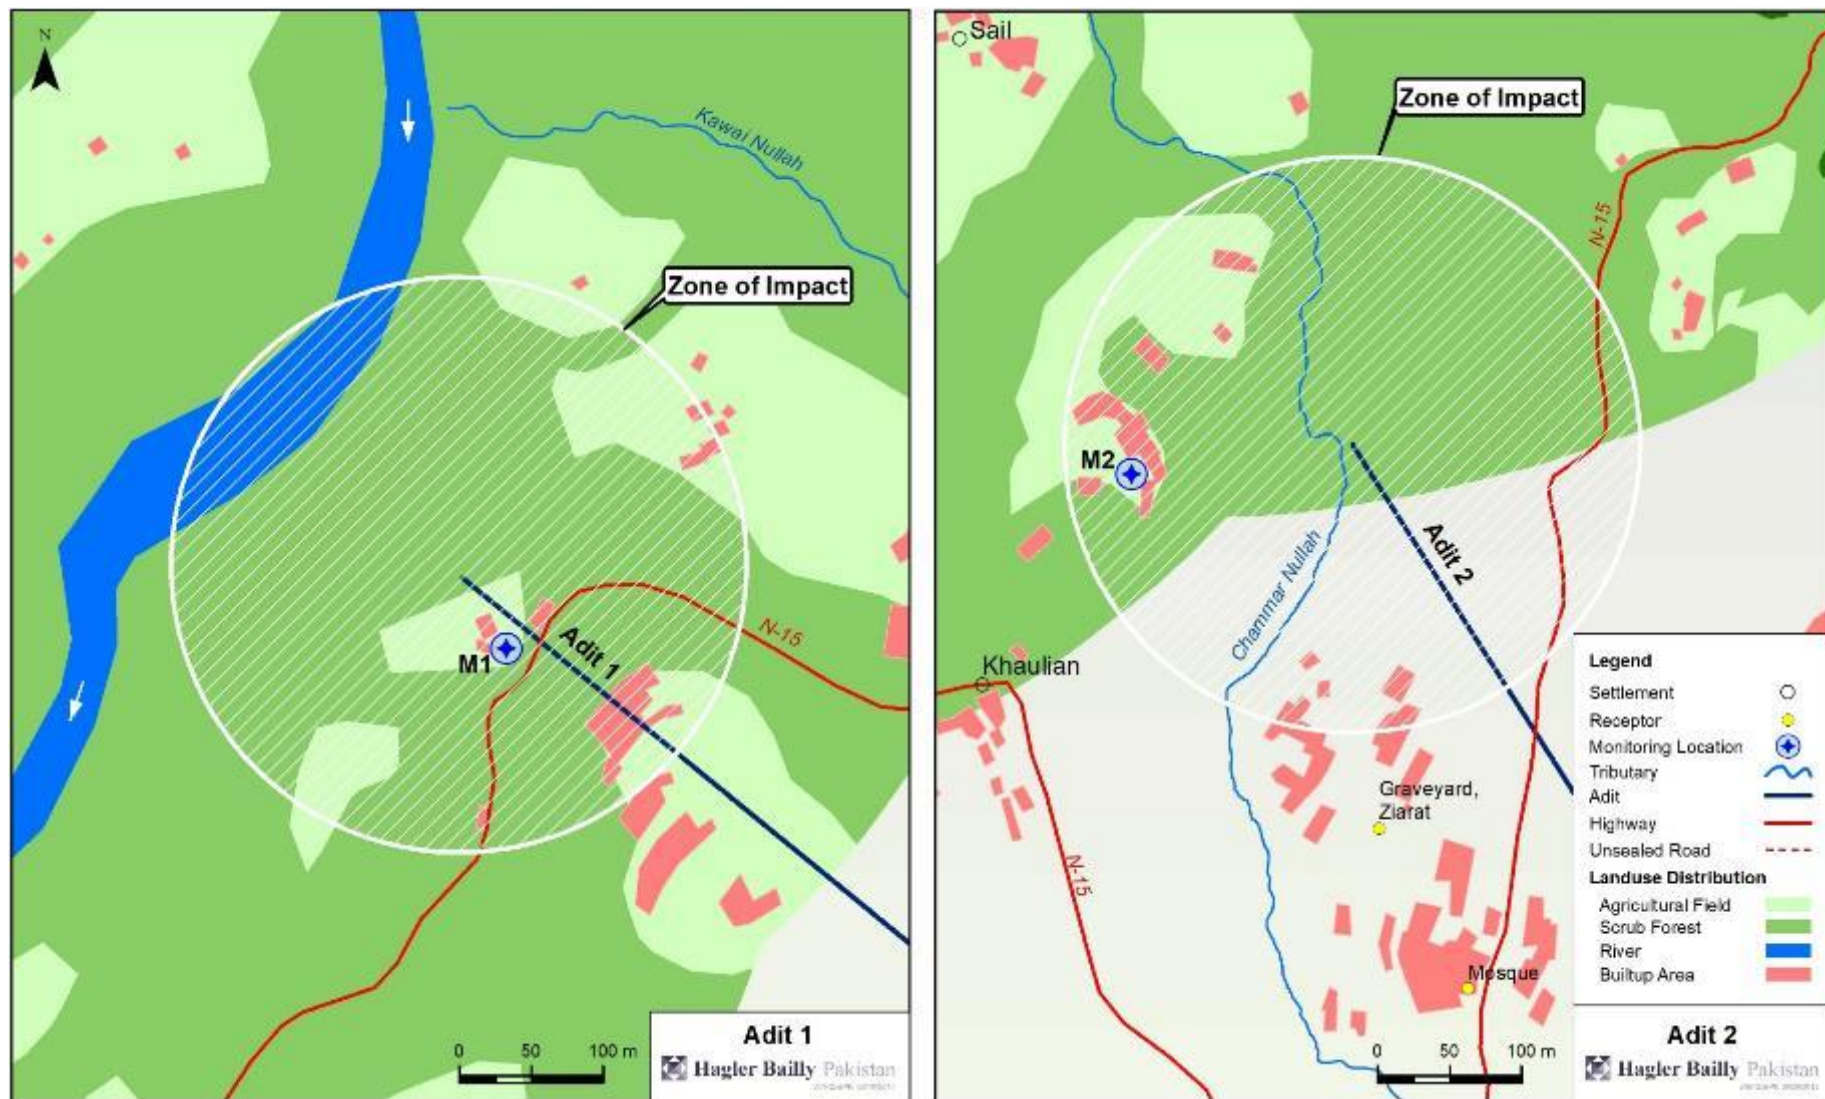 N
Kawai Nullah
Zone of Impact
M1
Adit 1
N-15
0 50 100 m
Adit 1
Hagler Bailly Pakistan
Sail
Zone of Impact
N-15
M2
Adit 2
Chammar Nullah
Khaulian
N-15
Graveyard,
Ziarat
Mosque
0 50 100 m
Legend
Settlement
Receptor
Monitoring Location
Tributary
Adit
Highway
Unsealed Road
Landuse Distribution
Agricultural Field
Scrub Forest
River
Builtup Area
Adit 2
Hagler Bailly Pakistan